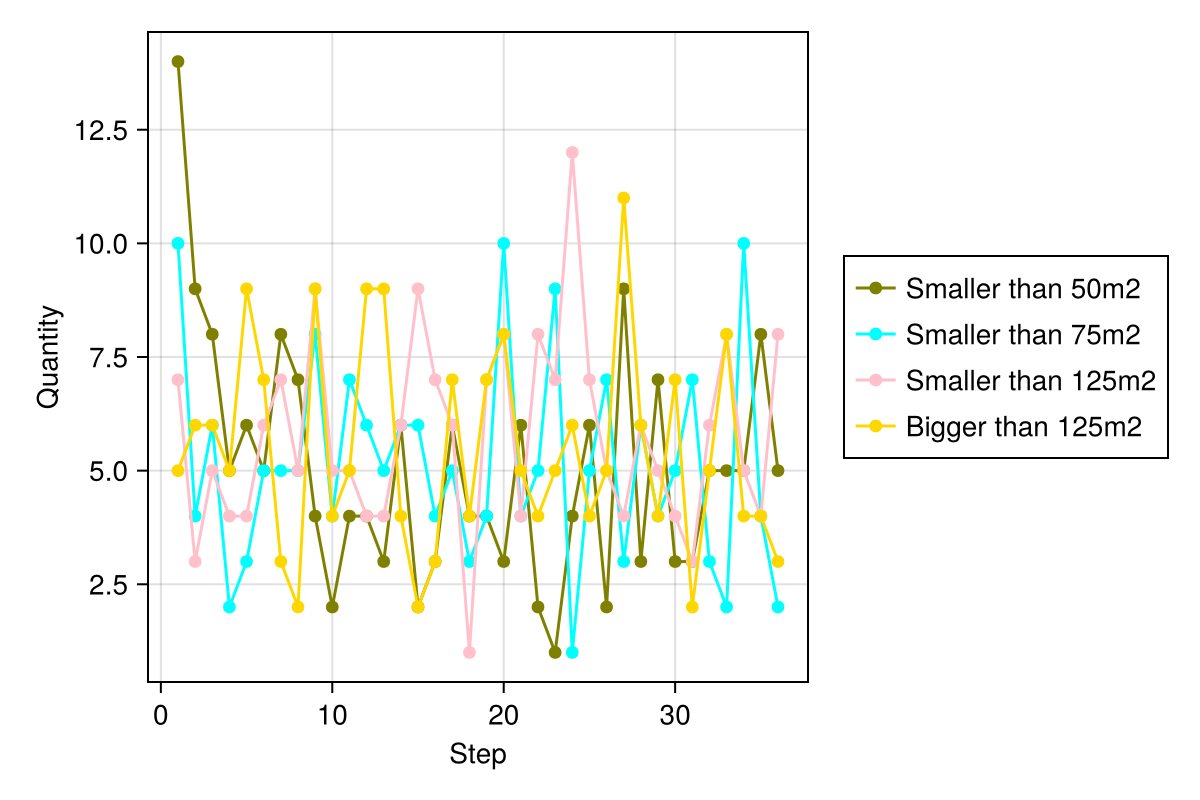 12.5
10.0
7.5
5.0
2.5
Quantity
0 10 20 30
Step
Smaller than 50m2
Smaller than 75m2
Smaller than 125m2
Bigger than 125m2